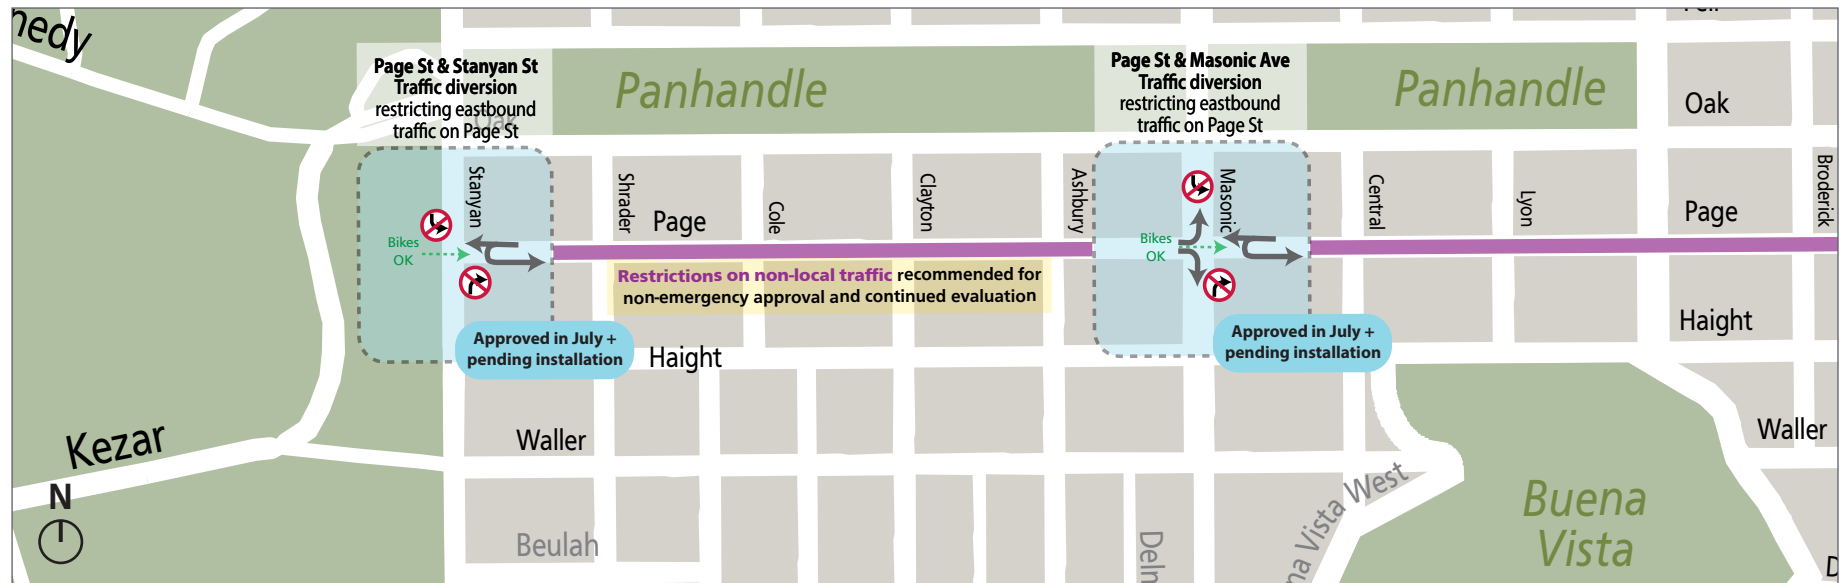 Page St & Stanyan St
Traffic diversion
restricting eastbound
traffic on Page St
Oak
Panhandle
Page St & Masonic Ave
Traffic diversion
restricting eastbound
traffic on Page St
Panhandle
Oak
Stanyan
Shrader
Page
Cole
Clayton
Ashbury
Masonic
Central
Lyon
Page
Broderick
Bikes
OK
Bikes
OK
Restrictions on non-local traffic recommended for
non-emergency approval and continued evaluation
Approved in July +
pending installation
Haight
Approved in July +
pending installation
Haight
Kezar
Waller
Waller
N
Beulah
Vista West
Buena
Vista